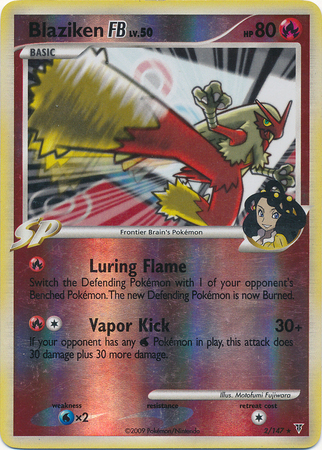 Blaziken FB LV.50 HP 80
BASIC
SP
Frontier Brain's Pokémon
Luring Flame
Switch the Defending Pokémon with 1 of your opponent's
Benched Pokémon. The new Defending Pokémon is now Burned.
Vapor Kick 30+
If your opponent has any Pokémon in play, this attack does
30 damage plus 30 more damage.
Illus. Motofumi Fujiwara
weakness resistance retreat cost
×2
©2009 Pokémon/Nintendo 2/147